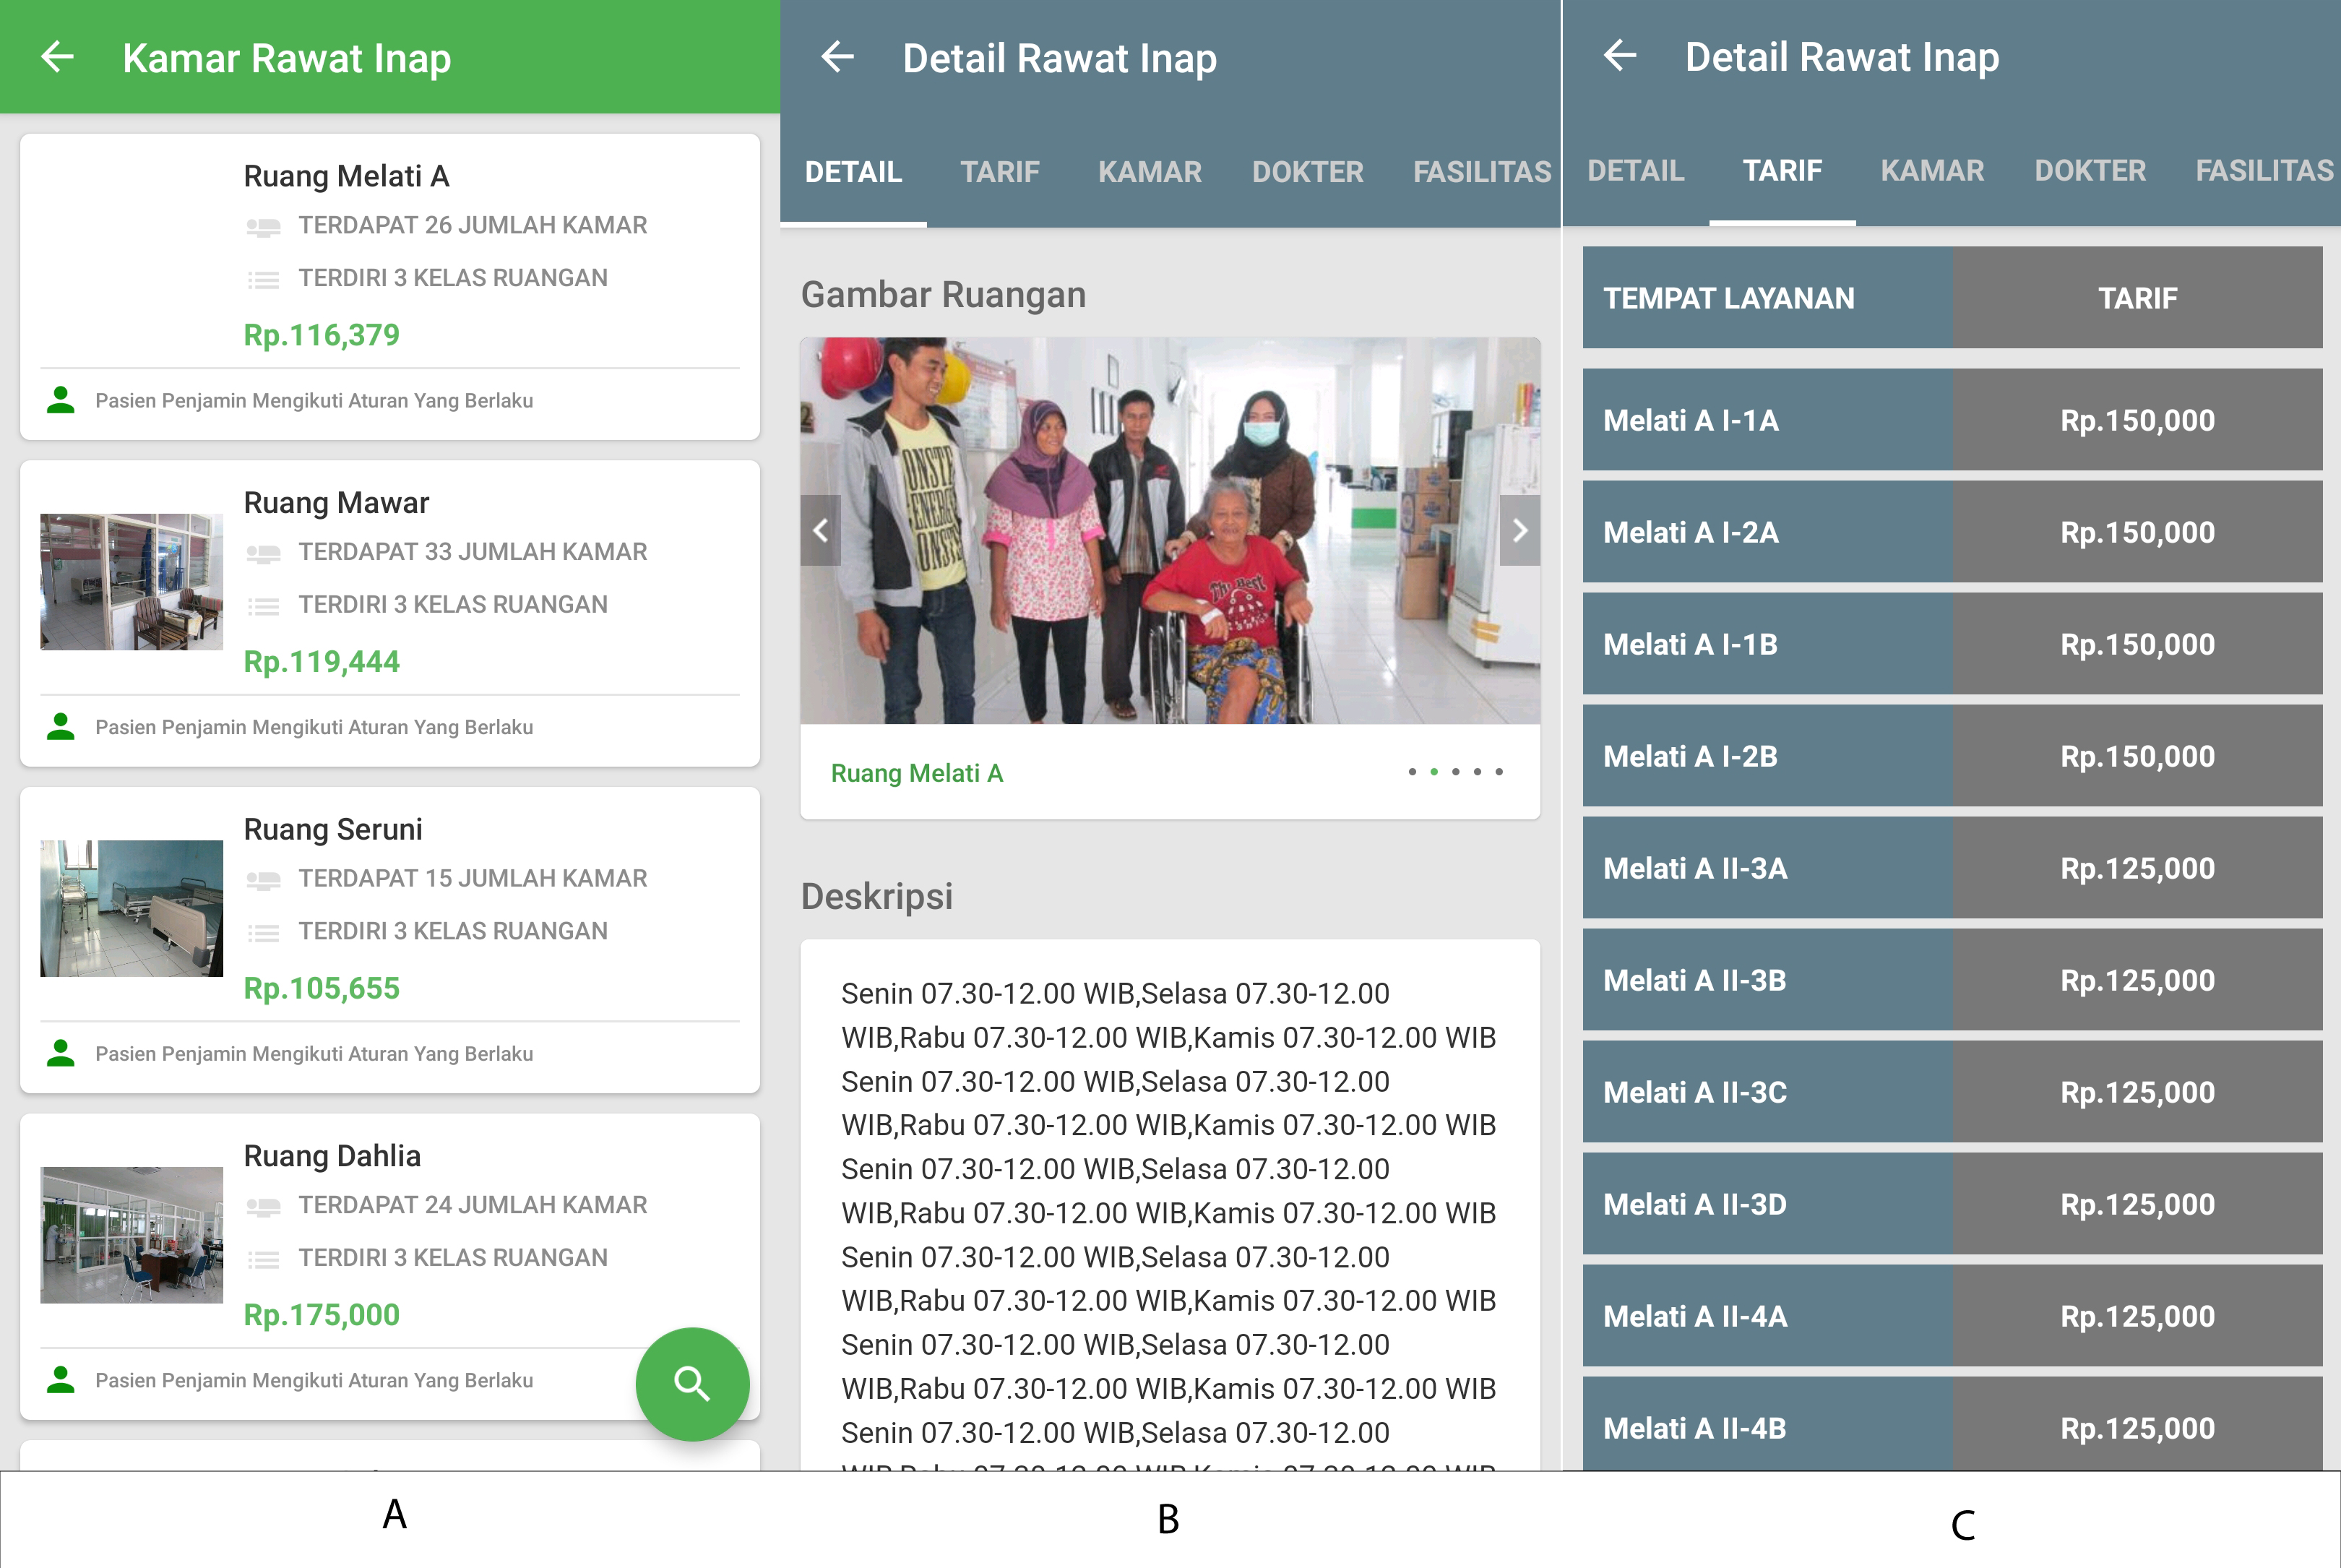 Kamar Rawat Inap
Ruang Melati A
TERDAPAT 26 JUMLAH KAMAR
TERDIRI 3 KELAS RUANGAN
Rp.116,379
Pasien Penjamin Mengikuti Aturan Yang Berlaku
Ruang Mawar
TERDAPAT 33 JUMLAH KAMAR
TERDIRI 3 KELAS RUANGAN
Rp.119,444
Pasien Penjamin Mengikuti Aturan Yang Berlaku
Ruang Seruni
TERDAPAT 15 JUMLAH KAMAR
TERDIRI 3 KELAS RUANGAN
Rp.105,655
Pasien Penjamin Mengikuti Aturan Yang Berlaku
Ruang Dahlia
TERDAPAT 24 JUMLAH KAMAR
TERDIRI 3 KELAS RUANGAN
Rp.175,000
Pasien Penjamin Mengikuti Aturan Yang Berlaku
A
Detail Rawat Inap
DETAIL TARIF KAMAR DOKTER FASILITAS
Gambar Ruangan
Ruang Melati A
Deskripsi
Senin 07.30-12.00 WIB,Selasa 07.30-12.00
WIB,Rabu 07.30-12.00 WIB,Kamis 07.30-12.00 WIB
Senin 07.30-12.00 WIB,Selasa 07.30-12.00
WIB,Rabu 07.30-12.00 WIB,Kamis 07.30-12.00 WIB
Senin 07.30-12.00 WIB,Selasa 07.30-12.00
WIB,Rabu 07.30-12.00 WIB,Kamis 07.30-12.00 WIB
Senin 07.30-12.00 WIB,Selasa 07.30-12.00
WIB,Rabu 07.30-12.00 WIB,Kamis 07.30-12.00 WIB
Senin 07.30-12.00 WIB,Selasa 07.30-12.00
WIB,Rabu 07.30-12.00 WIB,Kamis 07.30-12.00 WIB
Senin 07.30-12.00 WIB,Selasa 07.30-12.00
WIB,Rabu 07.30-12.00 WIB,Kamis 07.30-12.00 WIB
B
Detail Rawat Inap
DETAIL TARIF KAMAR DOKTER FASILITAS
TEMPAT LAYANAN TARIF
Melati A I-1A Rp.150,000
Melati A I-2A Rp.150,000
Melati A I-1B Rp.150,000
Melati A I-2B Rp.150,000
Melati A II-3A Rp.125,000
Melati A II-3B Rp.125,000
Melati A II-3C Rp.125,000
Melati A II-3D Rp.125,000
Melati A II-4A Rp.125,000
Melati A II-4B Rp.125,000
C